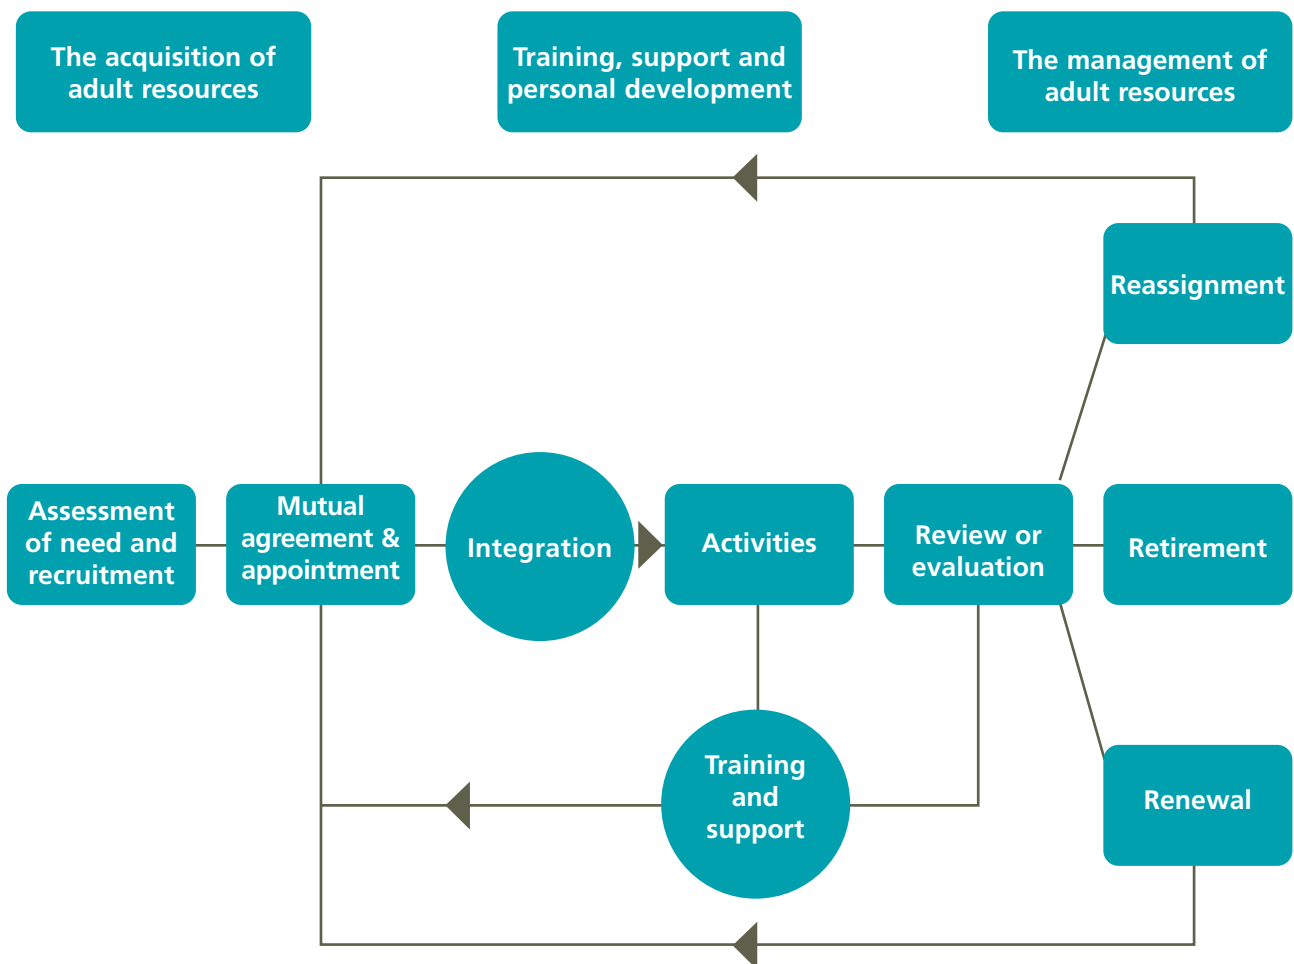 The acquisition of
adult resources
Training, support and
personal development
The management of
adult resources
Reassignment
Assessment
of need and
recruitment
Mutual
agreement &
appointment
Integration
Activities
Review or
evaluation
Retirement
Training
and
support
Renewal